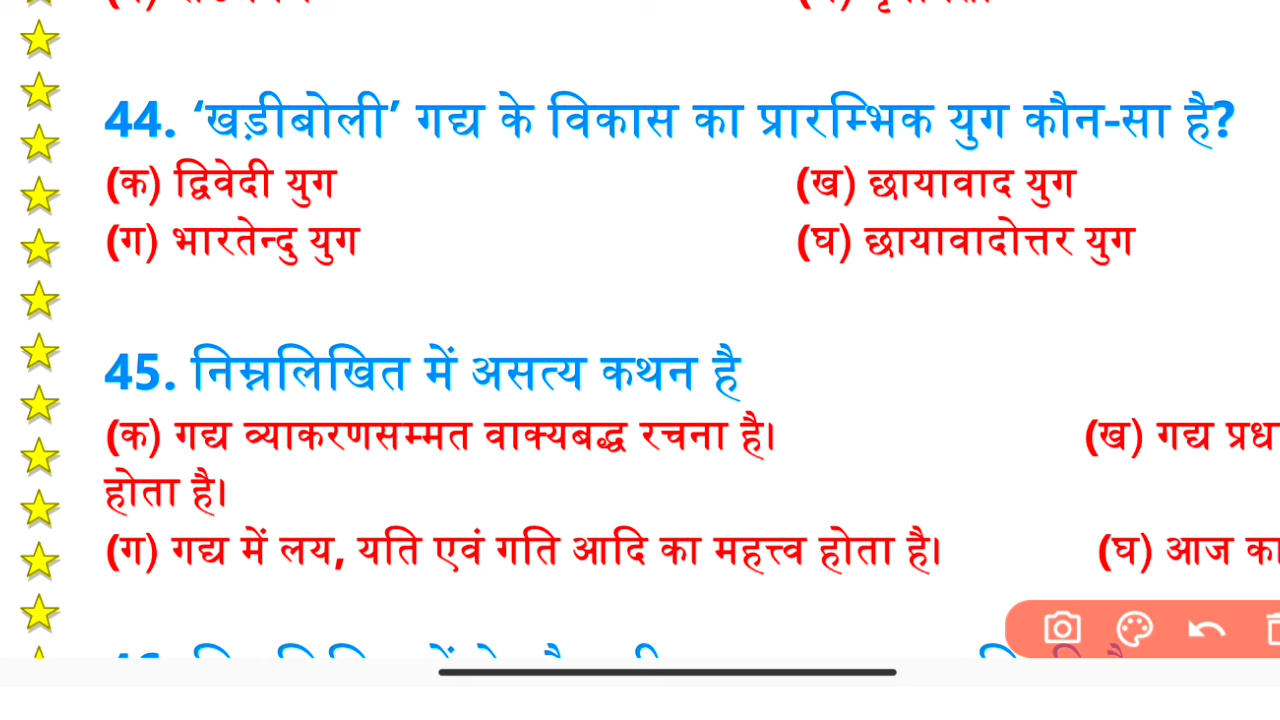 44. ‘खड़ीबोली’ गद्य के विकास का प्रारम्भिक युग कौन-सा है?
(क) द्विवेदी युग (ख) छायावाद युग
(ग) भारतेन्दु युग (घ) छायावादोत्तर युग
45. निम्नलिखित में असत्य कथन है
(क) गद्य व्याकरणसम्मत वाक्यबद्ध रचना है। (ख) गद्य
होता है।
(ग) गद्य में लय, यति एवं गति आदि का महत्त्व होता है। (घ) आज